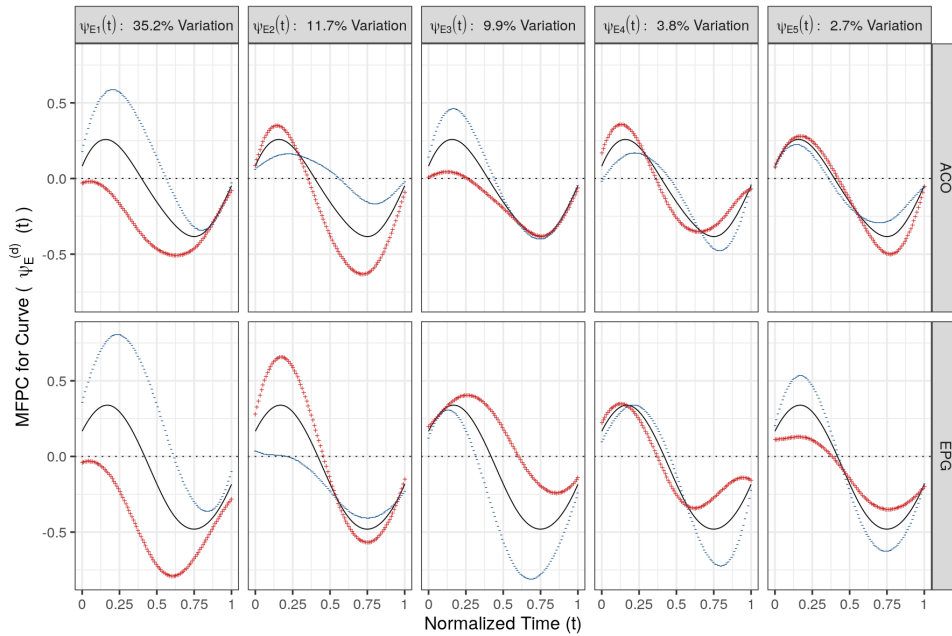 ψE1(t) : 35.2% Variation
ψE2(t) : 11.7% Variation
ψE3(t) : 9.9% Variation
ψE4(t) : 3.8% Variation
ψE5(t) : 2.7% Variation
MFPC for Curve ( ψE(d) (t) )
0.5
0.0
-0.5
ACO
0.5
0.0
-0.5
EPG
0 0.25 0.5 0.75 1
0 0.25 0.5 0.75 1
0 0.25 0.5 0.75 1
0 0.25 0.5 0.75 1
0 0.25 0.5 0.75 1
Normalized Time (t)